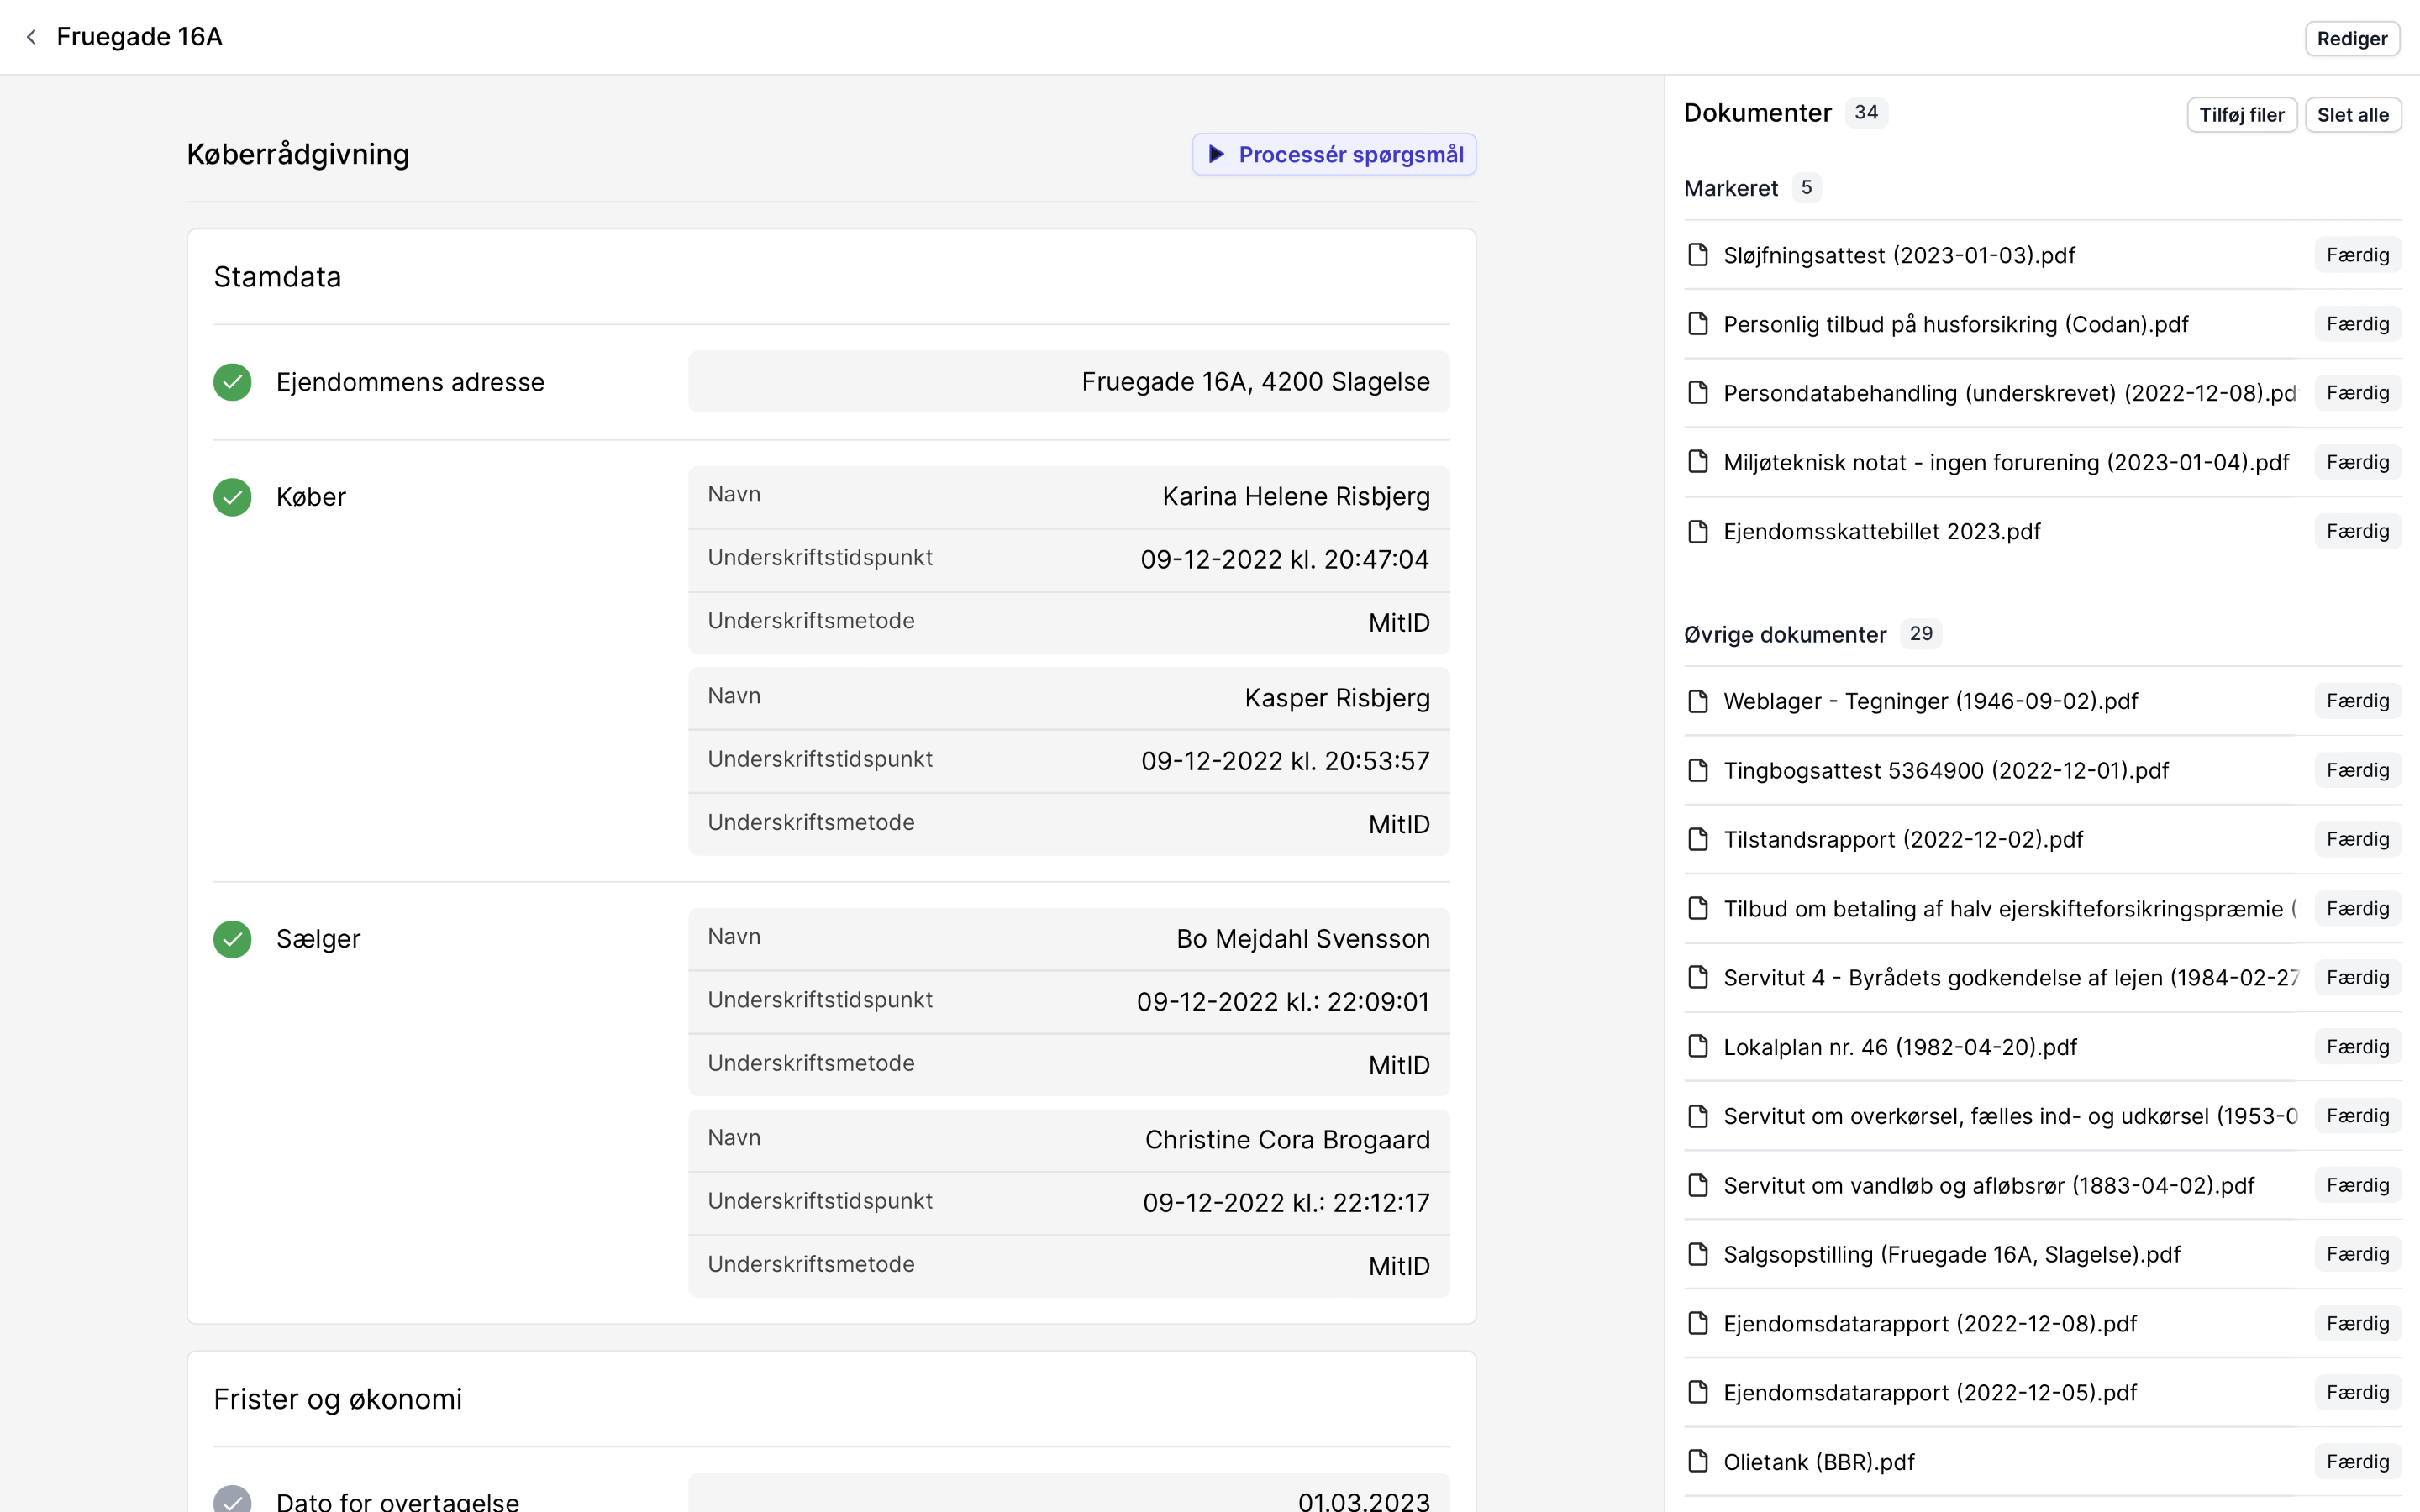 Fruegade 16A
Rediger
Køberrådgivning
Processér spørgsmål
Stamdata
Ejendommens adresse
Fruegade 16A, 4200 Slagelse
Køber
Navn
Karina Helene Risbjerg
Underskriftstidspunkt
09-12-2022 kl. 20:47:04
Underskriftsmetode
MitID
Navn
Kasper Risbjerg
Underskriftstidspunkt
09-12-2022 kl. 20:53:57
Underskriftsmetode
MitID
Sælger
Navn
Bo Mejdahl Svensson
Underskriftstidspunkt
09-12-2022 kl.: 22:09:01
Underskriftsmetode
MitID
Navn
Christine Cora Brogaard
Underskriftstidspunkt
09-12-2022 kl.: 22:12:17
Underskriftsmetode
MitID
Frister og økonomi
Dato for overtagelse
01.03.2023
Dokumenter 34
Tilføj filer
Slet alle
Markeret 5
Sløjfningsattest (2023-01-03).pdf Færdig
Personlig tilbud på husforsikring (Codan).pdf Færdig
Persondatabehandling (underskrevet) (2022-12-08).pd Færdig
Miljøteknisk notat - ingen forurening (2023-01-04).pdf Færdig
Ejendomsskattebillet 2023.pdf Færdig
Øvrige dokumenter 29
Weblager - Tegninger (1946-09-02).pdf Færdig
Tingbogsattest 5364900 (2022-12-01).pdf Færdig
Tilstandsrapport (2022-12-02).pdf Færdig
Tilbud om betaling af halv ejerskifteforsikringspræmie ( Færdig
Servitut 4 - Byrådets godkendelse af lejen (1984-02-27 Færdig
Lokalplan nr. 46 (1982-04-20).pdf Færdig
Servitut om overkørsel, fælles ind- og udkørsel (1953-0 Færdig
Servitut om vandløb og afløbsrør (1883-04-02).pdf Færdig
Salgsopstilling (Fruegade 16A, Slagelse).pdf Færdig
Ejendomsdatarapport (2022-12-08).pdf Færdig
Ejendomsdatarapport (2022-12-05).pdf Færdig
Olietank (BBR).pdf Færdig